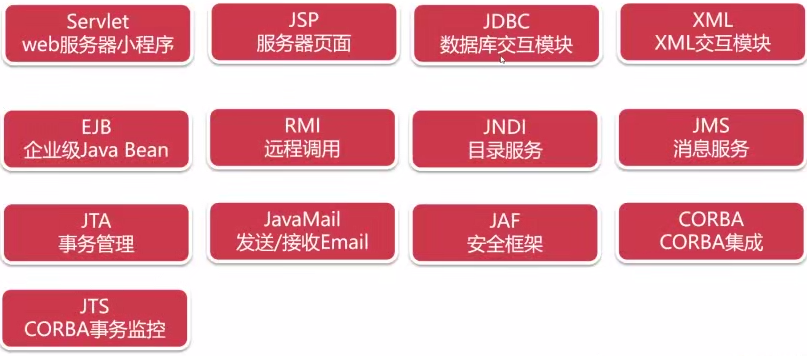 Servlet
web服务器小程序
JSP
服务器页面
JDBC
数据库交互模块
XML
XML交互模块
EJB
企业级Java Bean
RMI
远程调用
JNDI
目录服务
JMS
消息服务
JTA
事务管理
JavaMail
发送/接收Email
JAF
安全框架
CORBA
CORBA集成
JTS
CORBA事务监控